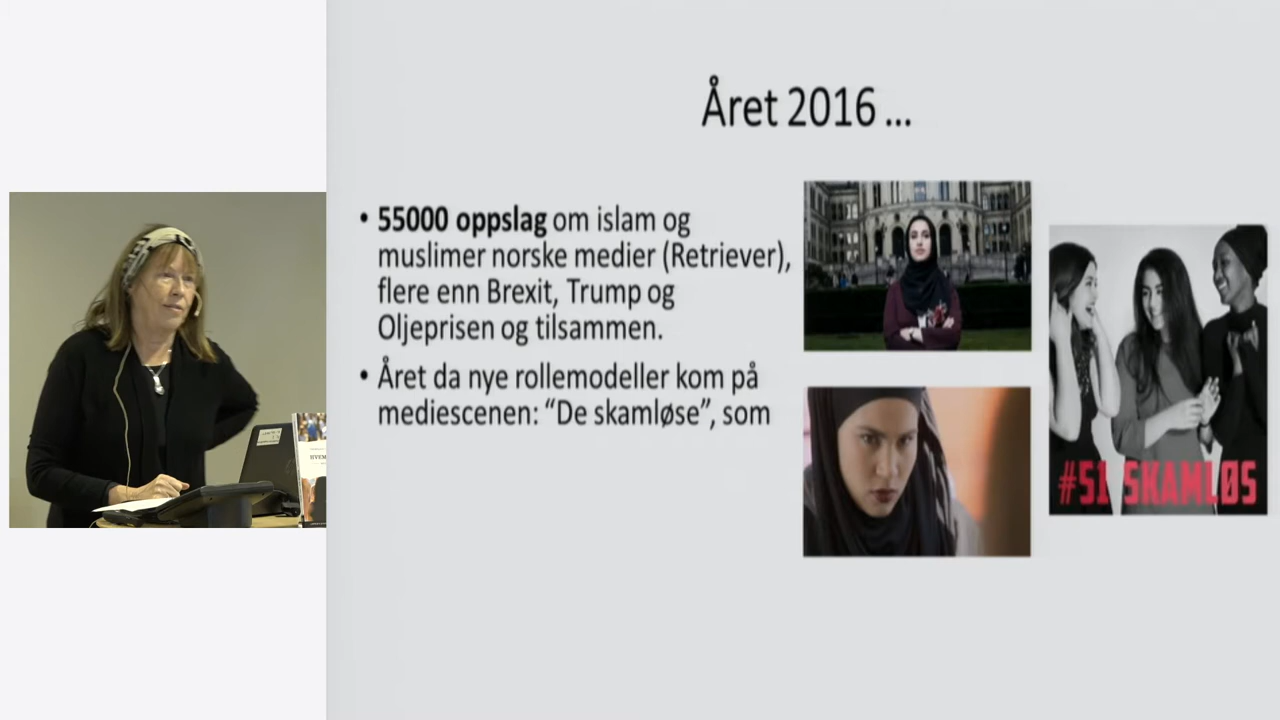 Året 2016 ...
• 55000 oppslag om islam og
muslimer norske medier (Retriever),
flere enn Brexit, Trump og
Oljeprisen og tilsammen.
• Året da nye rollemodeller kom på
mediescenen: “De skamløse”, som
#51 SKAMLØS
HVEM